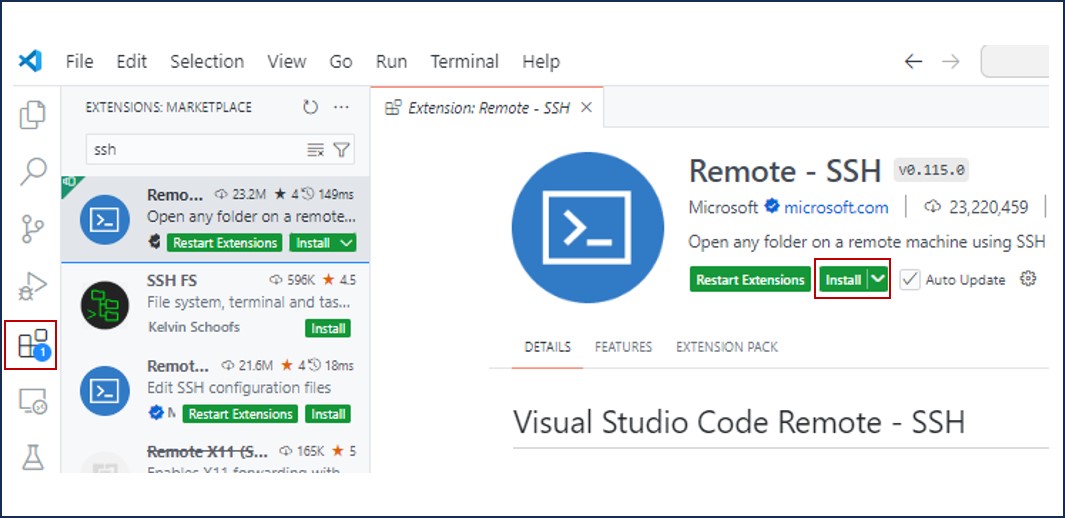 File Edit Selection View Go Run Terminal Help
EXTENSIONS: MARKETPLACE
ssh
Remo... 23.2M 4 149ms
Open any folder on a remote...
Restart Extensions Install
SSH FS 596K 4.5
File system, terminal and tas...
Kelvin Schoofs
Install
Remot... 21.6M 4 18ms
Edit SSH configuration files
M Restart Extensions Install
Remote X11 (S... 165K 5
Enables X11 forwarding with
1
Extension: Remote - SSH
Remote - SSH v0.115.0
Microsoft microsoft.com 23,220,459
Open any folder on a remote machine using SSH
Restart Extensions Install Auto Update
DETAILS FEATURES EXTENSION PACK
Visual Studio Code Remote - SSH